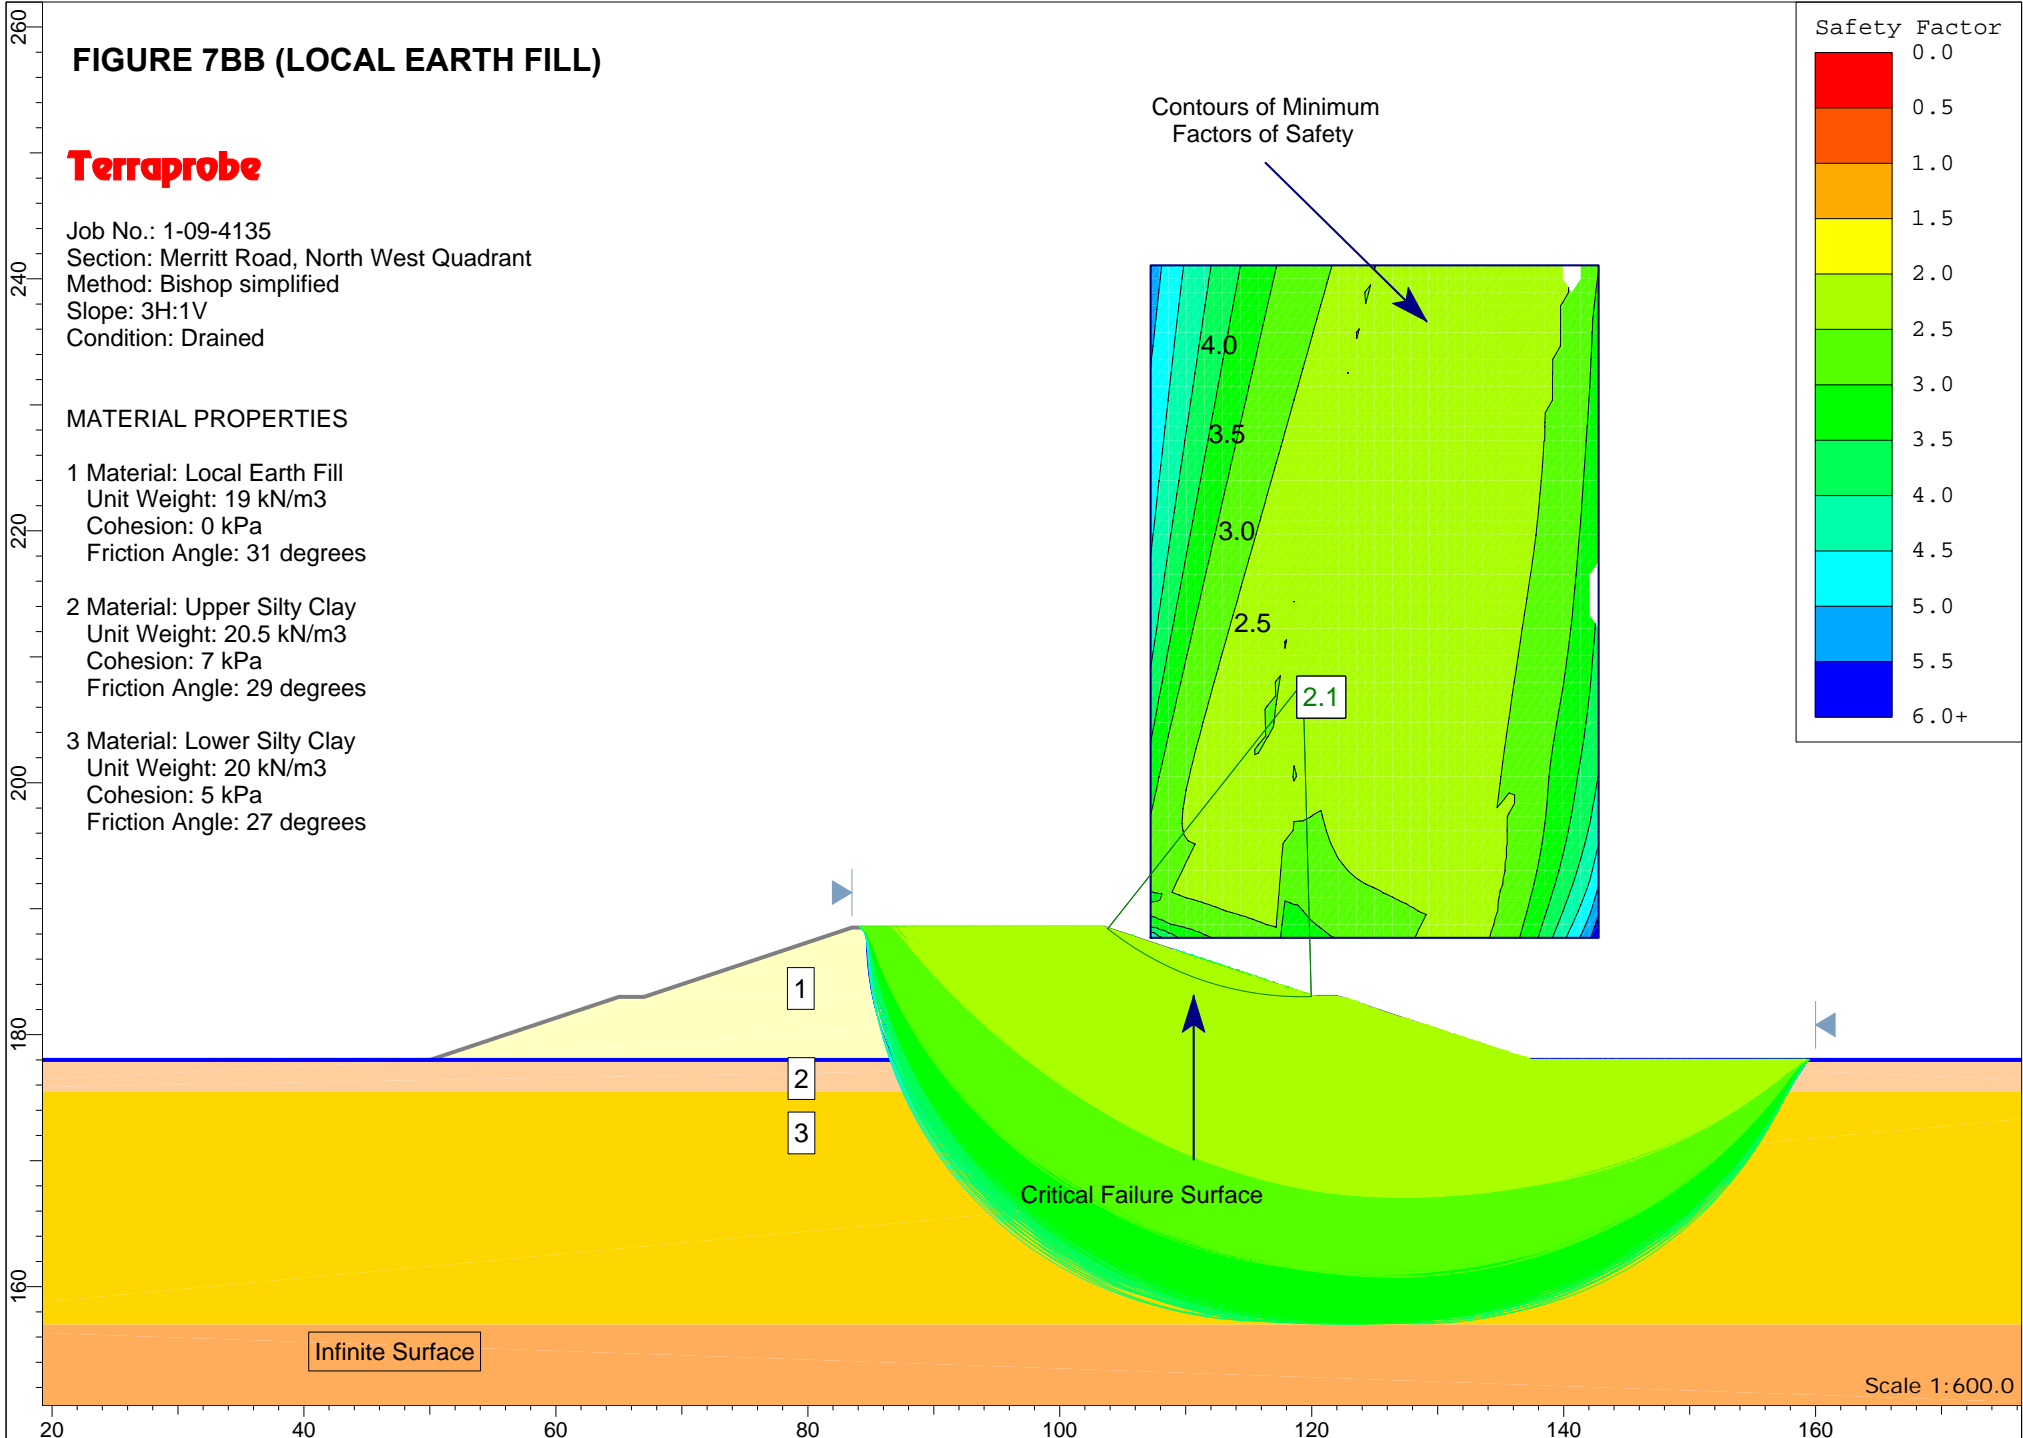 FIGURE 7BB (LOCAL EARTH FILL)
Terraprobe
Job No.: 1-09-4135
Section: Merritt Road, North West Quadrant
Method: Bishop simplified
Slope: 3H:1V
Condition: Drained
MATERIAL PROPERTIES
1 Material: Local Earth Fill
Unit Weight: 19 kN/m3
Cohesion: 0 kPa
Friction Angle: 31 degrees
2 Material: Upper Silty Clay
Unit Weight: 20.5 kN/m3
Cohesion: 7 kPa
Friction Angle: 29 degrees
3 Material: Lower Silty Clay
Unit Weight: 20 kN/m3
Cohesion: 5 kPa
Friction Angle: 27 degrees
Contours of Minimum
Factors of Safety
4.0
3.5
3.0
2.5
2.1
Safety Factor
0.0
0.5
1.0
1.5
2.0
2.5
3.0
3.5
4.0
4.5
5.0
5.5
6.0+
1
2
3
Critical Failure Surface
Infinite Surface
Scale 1:600.0
260
240
220
200
180
160
20
40
60
80
100
120
140
160